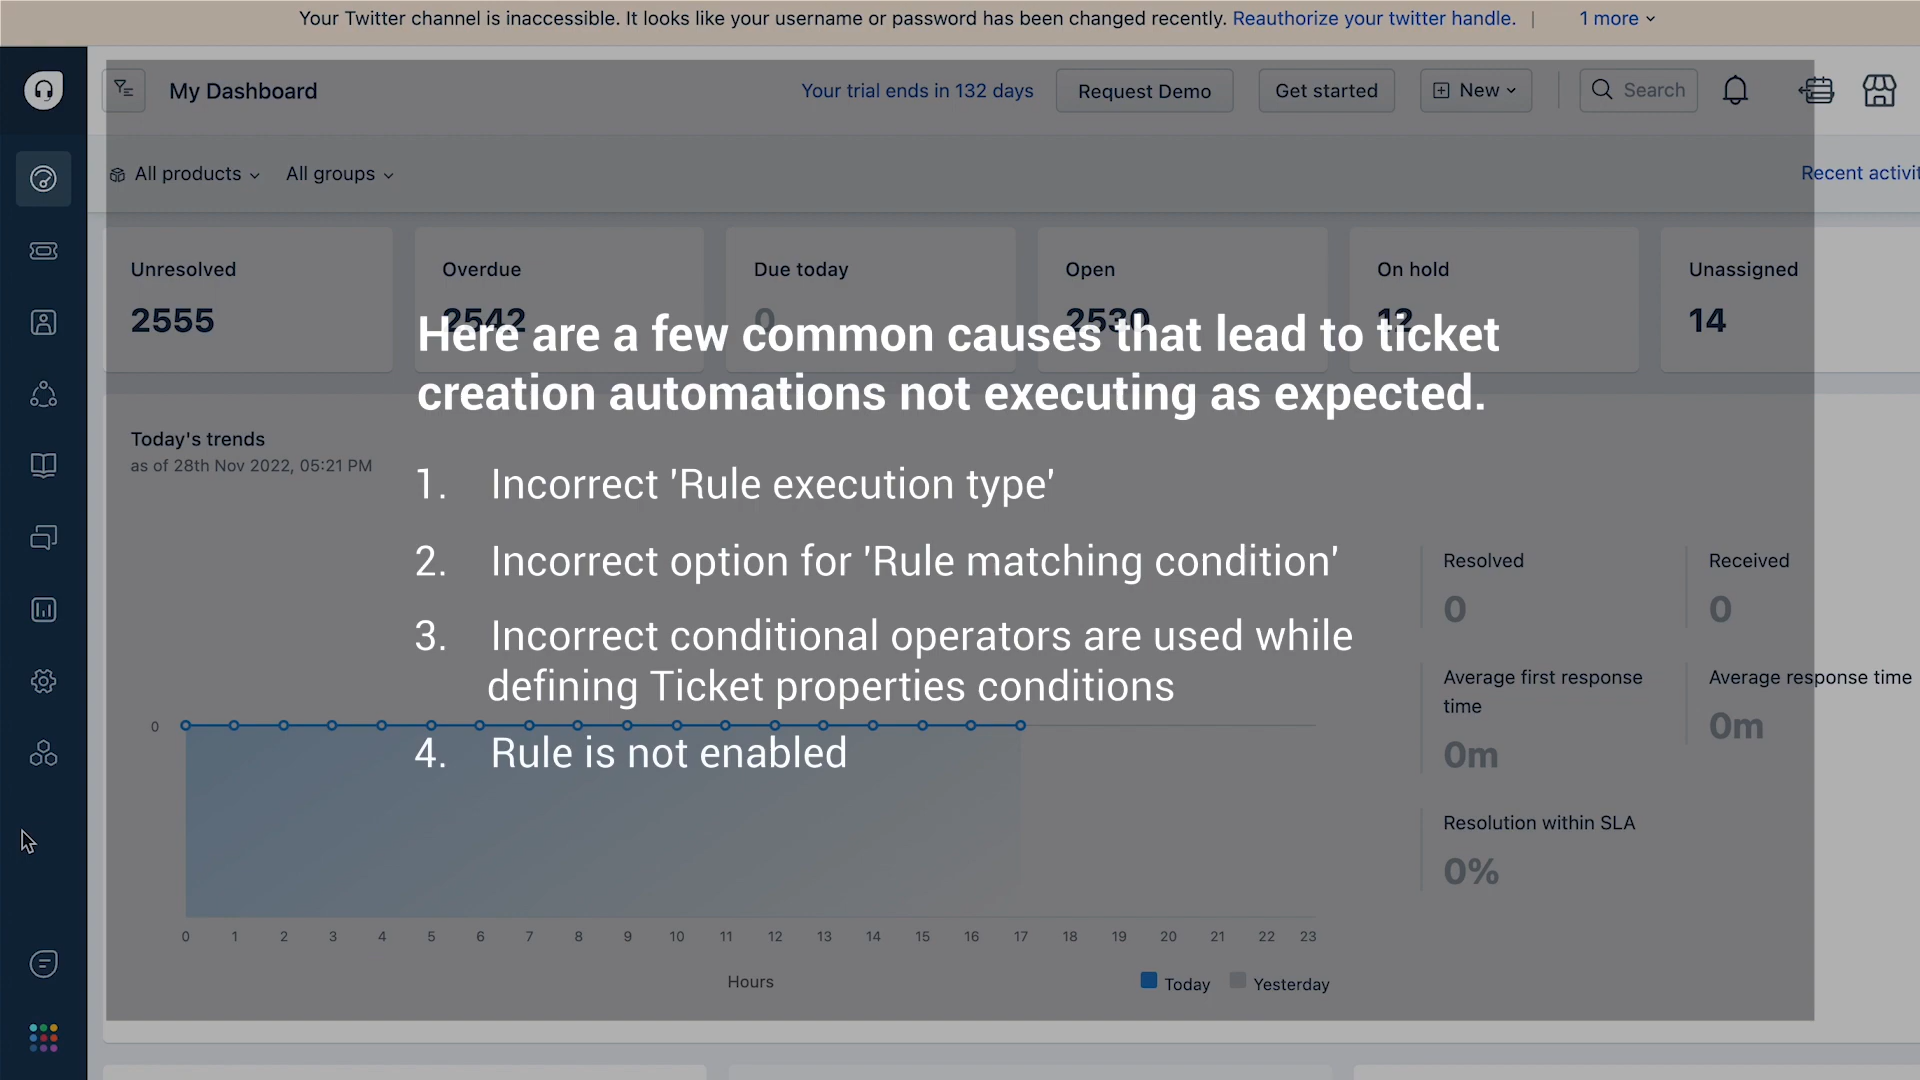 Your Twitter channel is inaccessible. It looks like your username or password has been changed recently. Reauthorize your twitter handle. | 1 more
My Dashboard
Your trial ends in 132 days
Request Demo
Get started
New
Search
All products
All groups
Recent activit
Unresolved
2555
Overdue
2542
Due today
0
Open
2530
On hold
12
Unassigned
14
Here are a few common causes that lead to ticket
creation automations not executing as expected.
1. Incorrect 'Rule execution type'
2. Incorrect option for 'Rule matching condition'
3. Incorrect conditional operators are used while
defining Ticket properties conditions
4. Rule is not enabled
Today's trends
as of 28th Nov 2022, 05:21 PM
0
0 1 2 3 4 5 6 7 8 9 10 11 12 13 14 15 16 17 18 19 20 21 22 23
Hours
Today
Yesterday
Resolved
0
Received
0
Average first response
time
0m
Average response time
0m
Resolution within SLA
0%